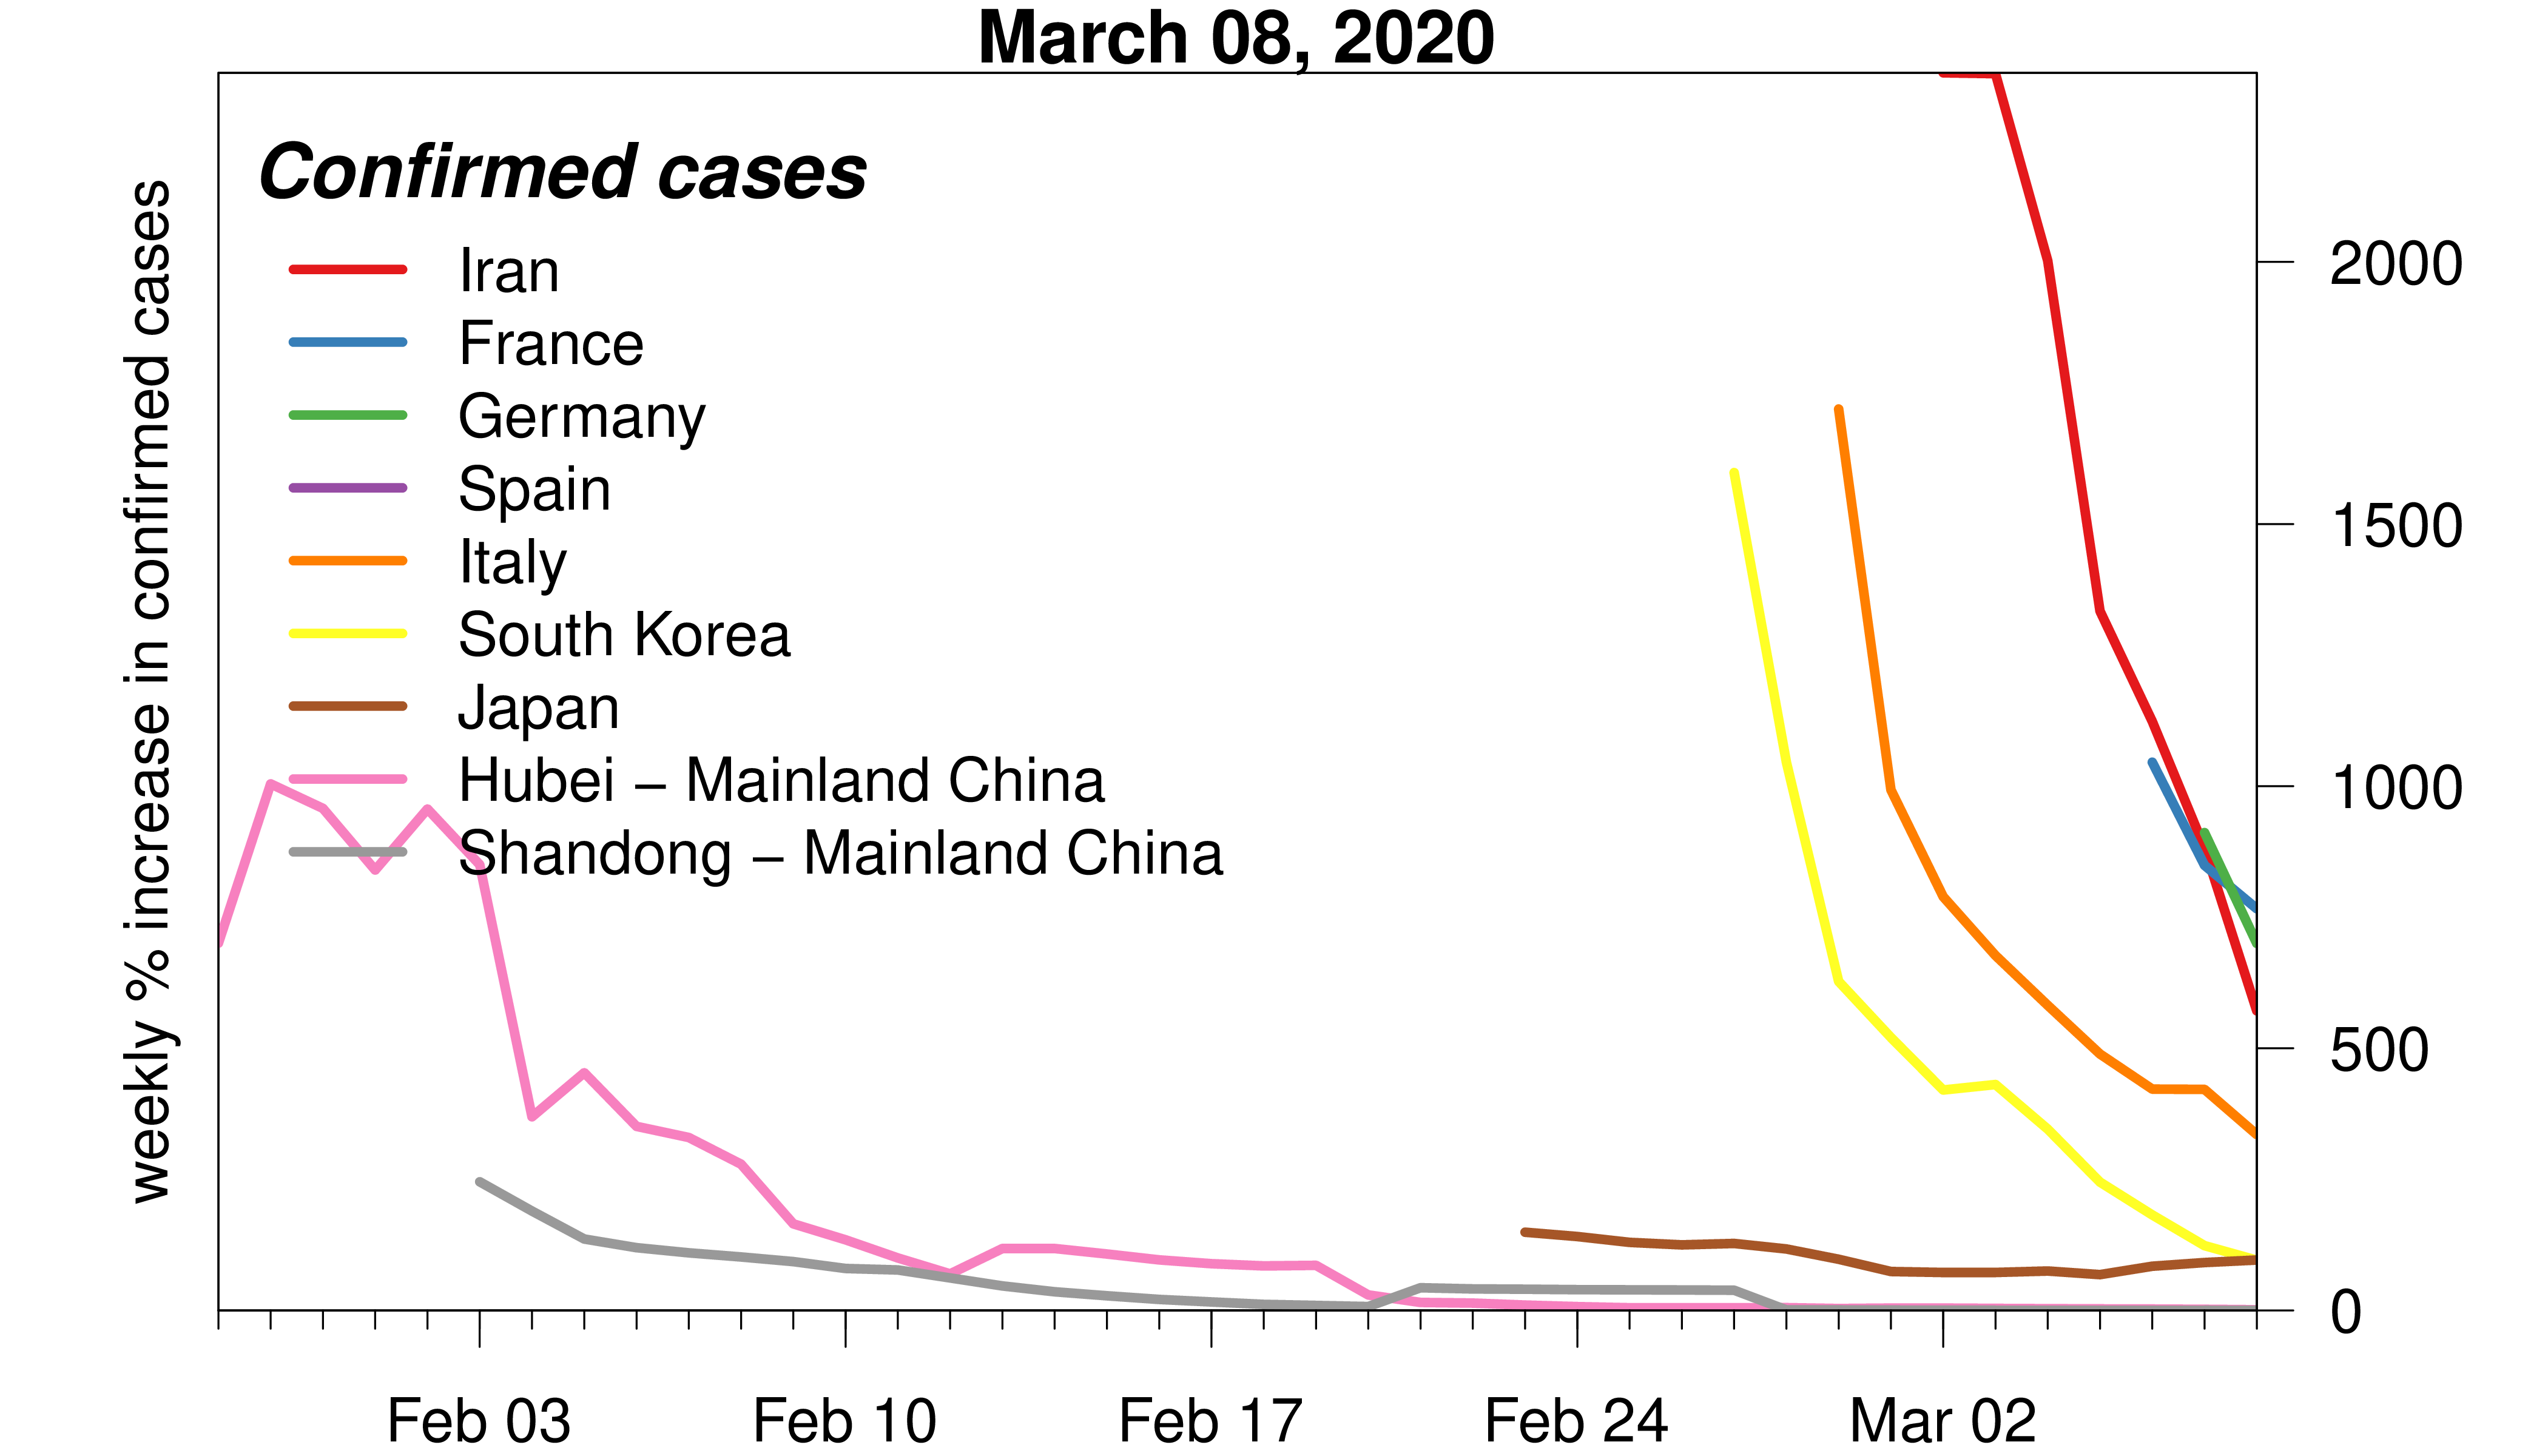 March 08, 2020
weekly % increase in confirmed cases
Confirmed cases
Iran
France
Germany
Spain
Italy
South Korea
Japan
Hubei – Mainland China
Shandong – Mainland China
2000
1500
1000
500
0
Feb 03
Feb 10
Feb 17
Feb 24
Mar 02